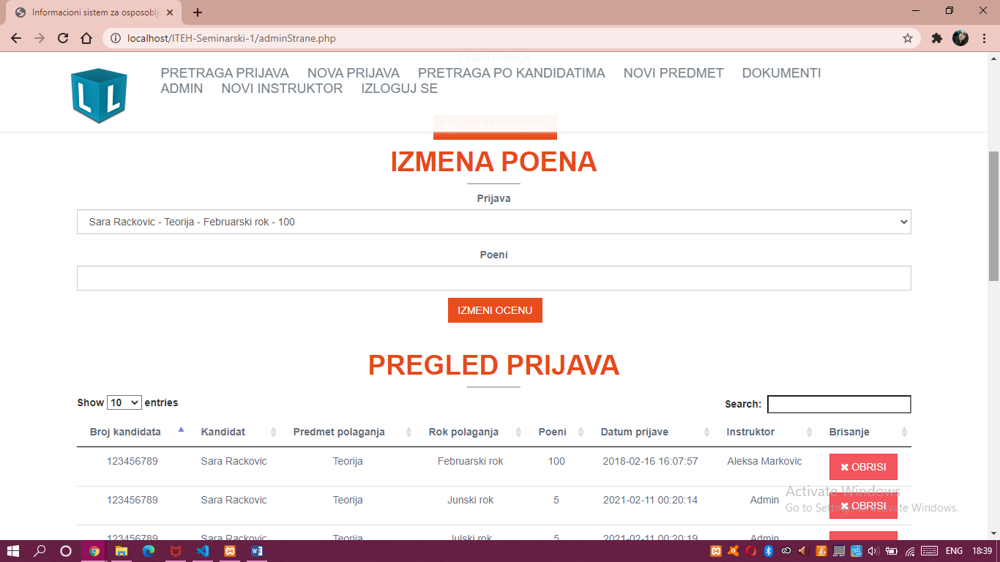 Informacioni sistem za osposoblj
localhost/ITEH-Seminarski-1/adminStrane.php
Datum rodenja
PRETRAGA PRIJAVA NOVA PRIJAVA PRETRAGA PO KANDIDATIMA NOVI PREDMET DOKUMENTI
ADMIN NOVI INSTRUKTOR IZLOGUJ SE
L L
SAČUVAJ STUDENTA
IZMENA POENA
Prijava
Sara Rackovic - Teorija - Februarski rok - 100
Poeni
IZMENI OCENU
PREGLED PRIJAVA
Show 10 entries
Search:
Broj kandidata Kandidat Predmet polaganja Rok polaganja Poeni Datum prijave Instruktor Brisanje
123456789 Sara Rackovic Teorija Februarski rok 100 2018-02-16 16:07:57 Aleksa Markovic OBRISI
123456789 Sara Rackovic Teorija Junski rok 5 2021-02-11 00:20:14 Admin OBRISI
123456789 Sara Rackovic Teorija Julski rok 5 2021-02-11 00:20:19 Admin
Activate Windows
Go to Settings to activate Windows.
ENG 18:39